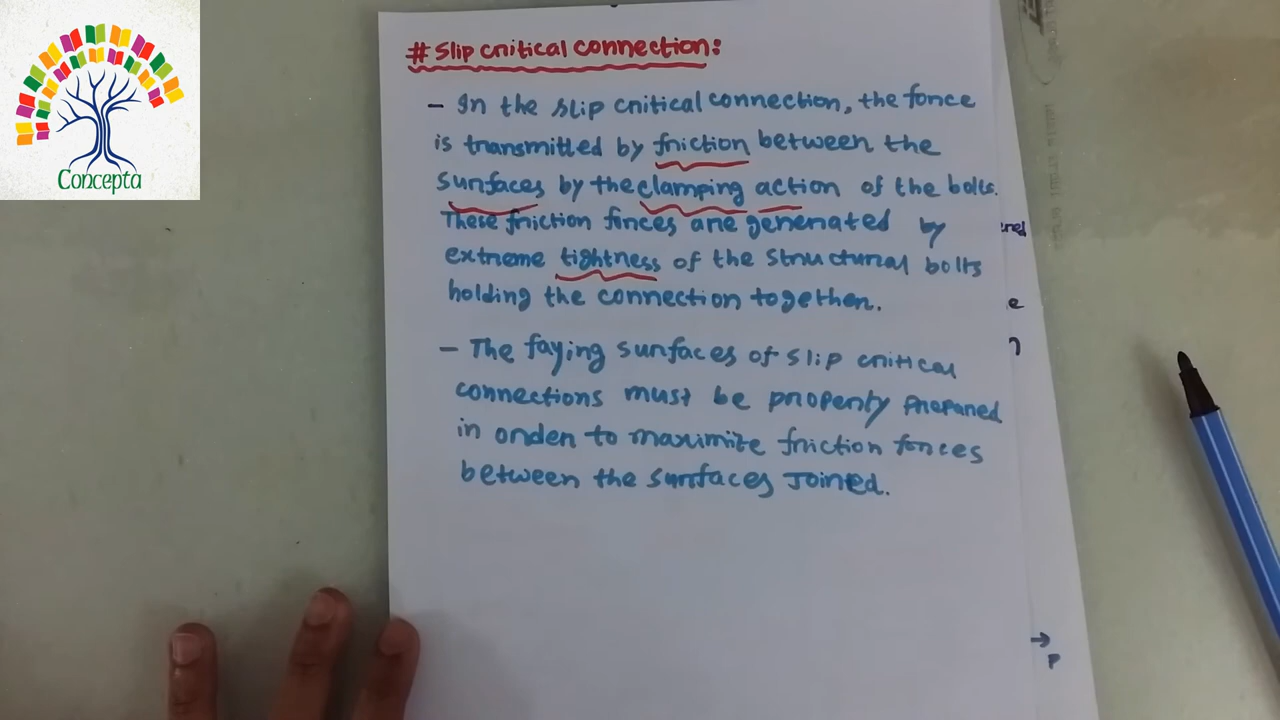 Concepta
# Slip critical connection:
- In the slip critical connection, the force
is transmitted by friction between the
surfaces by the clamping action of the bolts.
These friction forces are generated by
extreme tightness of the structural bolts
holding the connection together.
- The faying surfaces of slip critical
connections must be properly prepared
in order to maximize friction forces
between the surfaces joined.
e
P